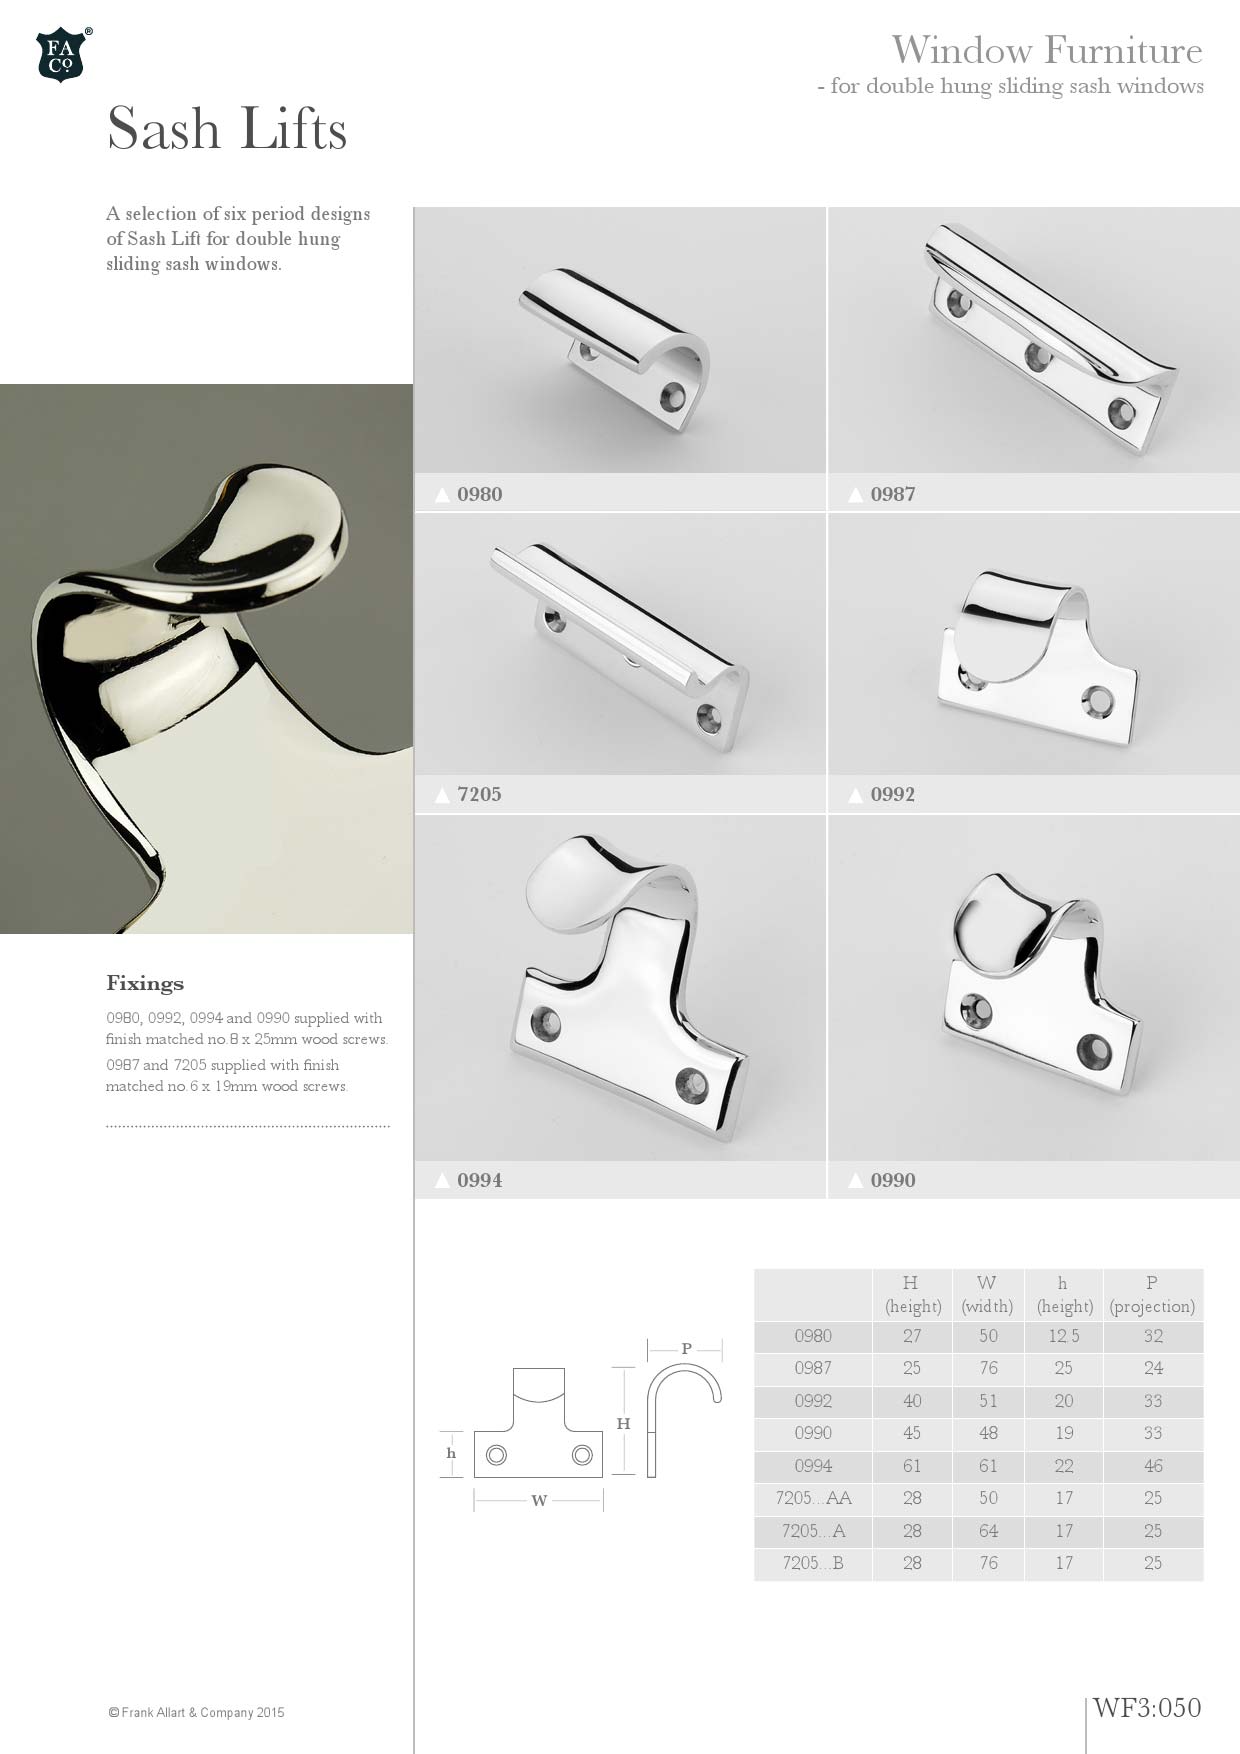 FA
Co.
®
Window Furniture
- for double hung sliding sash windows
Sash Lifts
A selection of six period designs
of Sash Lift for double hung
sliding sash windows.
0980
0987
7205
0992
0994
0990
Fixings
0980, 0992, 0994 and 0990 supplied with
finish matched no.8 x 25mm wood screws.
0987 and 7205 supplied with finish
matched no.6 x 19mm wood screws.
P
H
h
W
H W h P
(height) (width) (height) (projection)
0980 27 50 12.5 32
0987 25 76 25 24
0992 40 51 20 33
0990 45 48 19 33
0994 61 61 22 46
7205...AA 28 50 17 25
7205...A 28 64 17 25
7205...B 28 76 17 25
© Frank Allart & Company 2015
WF3:050